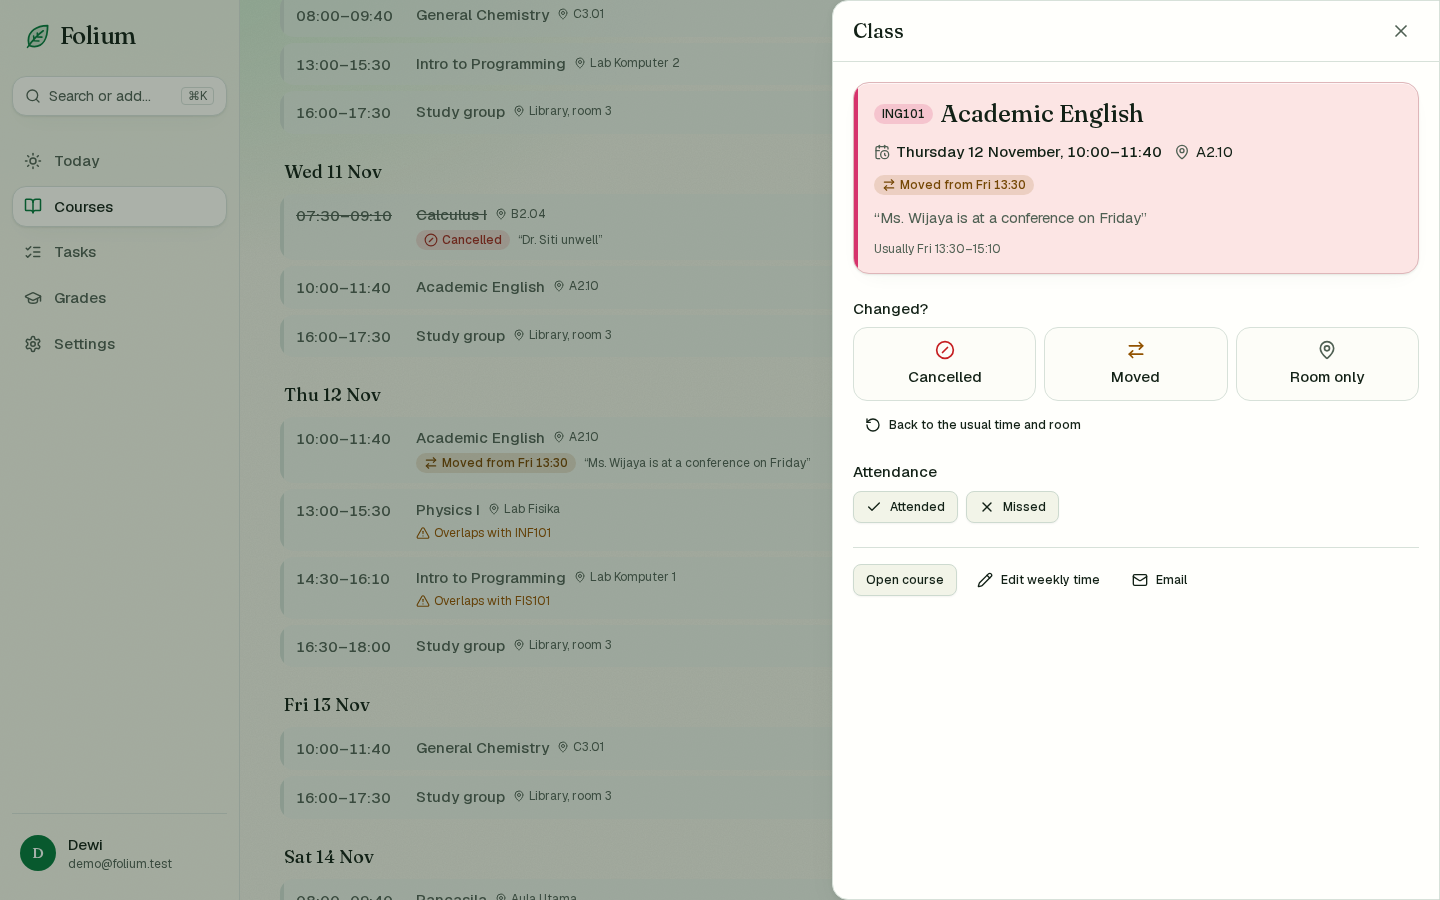 Folium
Search or add... ⌘K
Today
Courses
Tasks
Grades
Settings
D
Dewi
demo@folium.test
08:00–09:40 General Chemistry C3.01
13:00–15:30 Intro to Programming Lab Komputer 2
16:00–17:30 Study group Library, room 3
Wed 11 Nov
07:30–09:10 Calculus I B2.04
Cancelled “Dr. Siti unwell”
10:00–11:40 Academic English A2.10
16:00–17:30 Study group Library, room 3
Thu 12 Nov
10:00–11:40 Academic English A2.10
Moved from Fri 13:30 “Ms. Wijaya is at a conference on Friday”
13:00–15:30 Physics I Lab Fisika
Overlaps with INF101
14:30–16:10 Intro to Programming Lab Komputer 1
Overlaps with FIS101
16:30–18:00 Study group Library, room 3
Fri 13 Nov
10:00–11:40 General Chemistry C3.01
16:00–17:30 Study group Library, room 3
Sat 14 Nov
08:00–09:40 Pancasila Aula Utama
Class
ING101 Academic English
Thursday 12 November, 10:00–11:40 A2.10
Moved from Fri 13:30
“Ms. Wijaya is at a conference on Friday”
Usually Fri 13:30–15:10
Changed?
Cancelled Moved Room only
Back to the usual time and room
Attendance
Attended Missed
Open course Edit weekly time Email